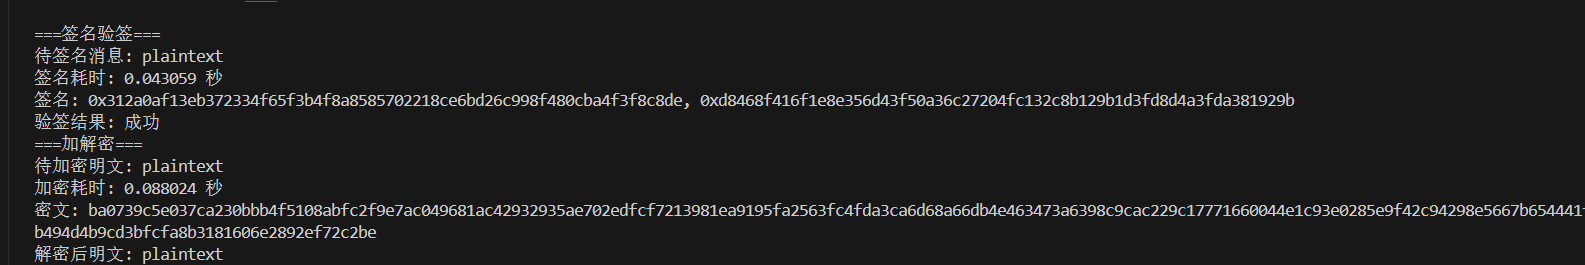 ===签名验签===
待签名消息: plaintext
签名耗时: 0.043059 秒
签名: 0x312a0af13eb372334f65f3b4f8a8585702218ce6bd26c998f480cba4f3f8c8de, 0xd8468f416f1e8e356d43f50a36c27204fc132c8b129b1d3fd8d4a3fda381929b
验签结果: 成功
===加解密===
待加密明文: plaintext
加密耗时: 0.088024 秒
密文: ba0739c5e037ca230bbb4f5108abfc2f9e7ac049681ac42932935ae702edfcf7213981ea9195fa2563fc4fda3ca6d68a66db4e463473a6398c9cac229c17771660044e1c93e0285e9f42c94298e5667b654441
b494d4b9cd3bfcfa8b3181606e2892ef72c2be
解密后明文: plaintext